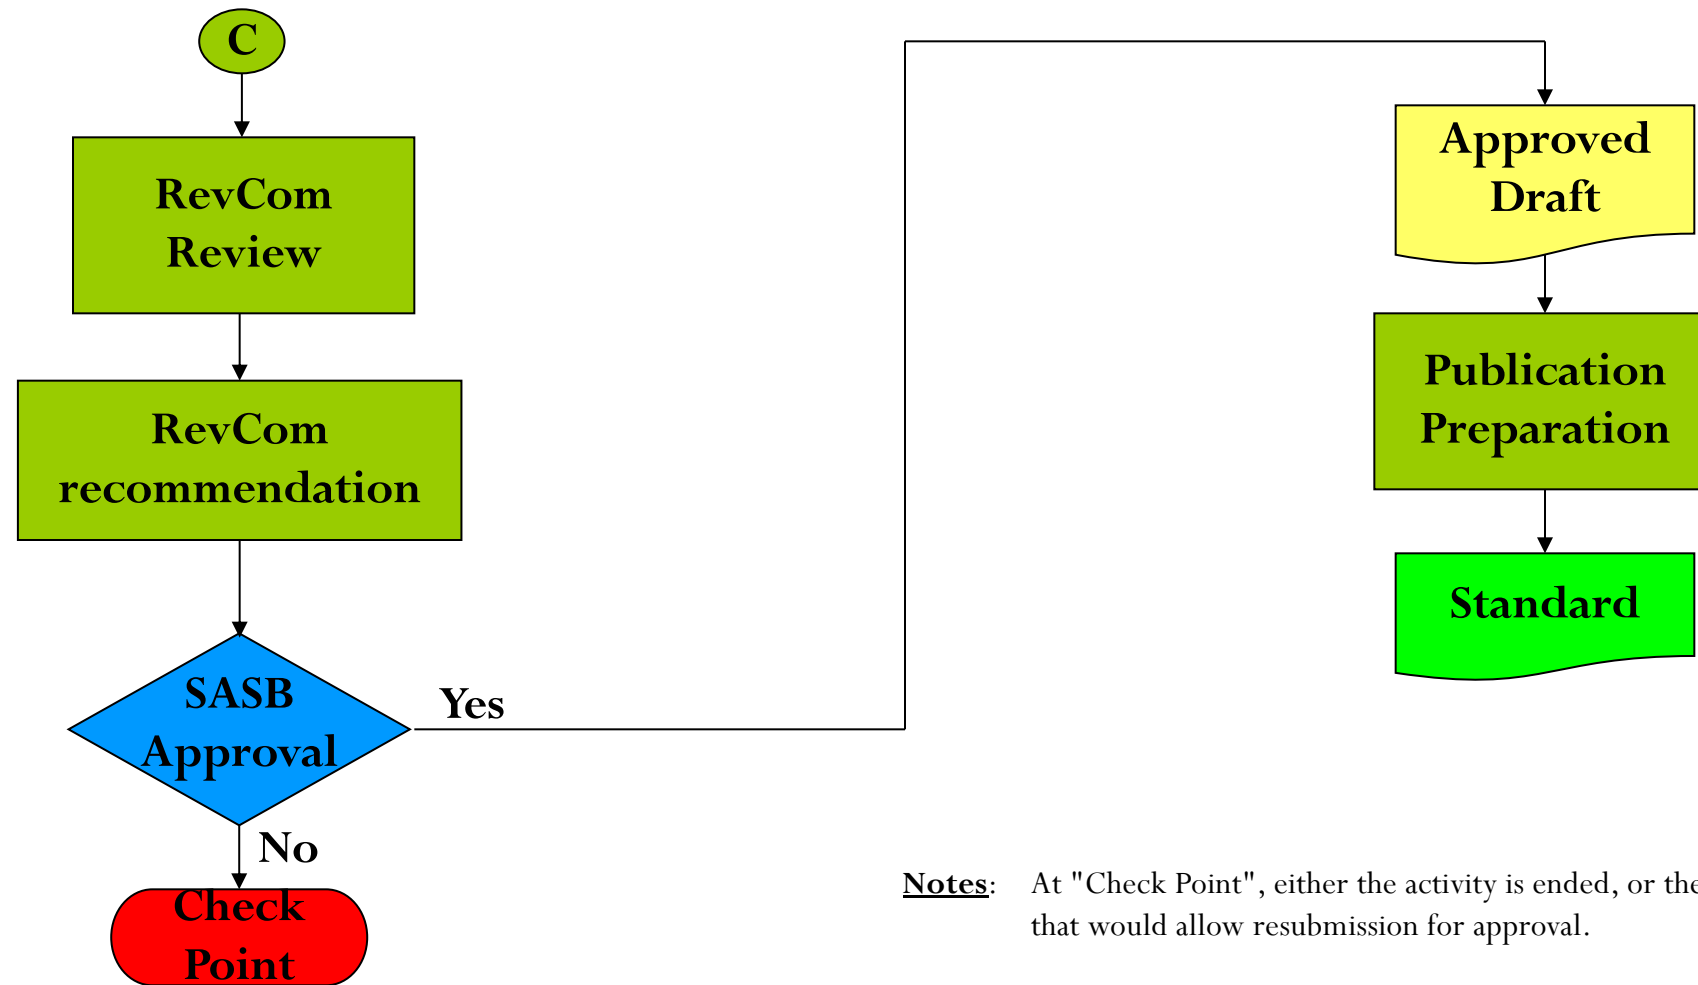 C
RevCom
Review
RevCom
recommendation
SASB
Approval
Yes
No
Check
Point
Approved
Draft
Publication
Preparation
Standard
Notes: At "Check Point", either the activity is ended, or the
that would allow resubmission for approval.